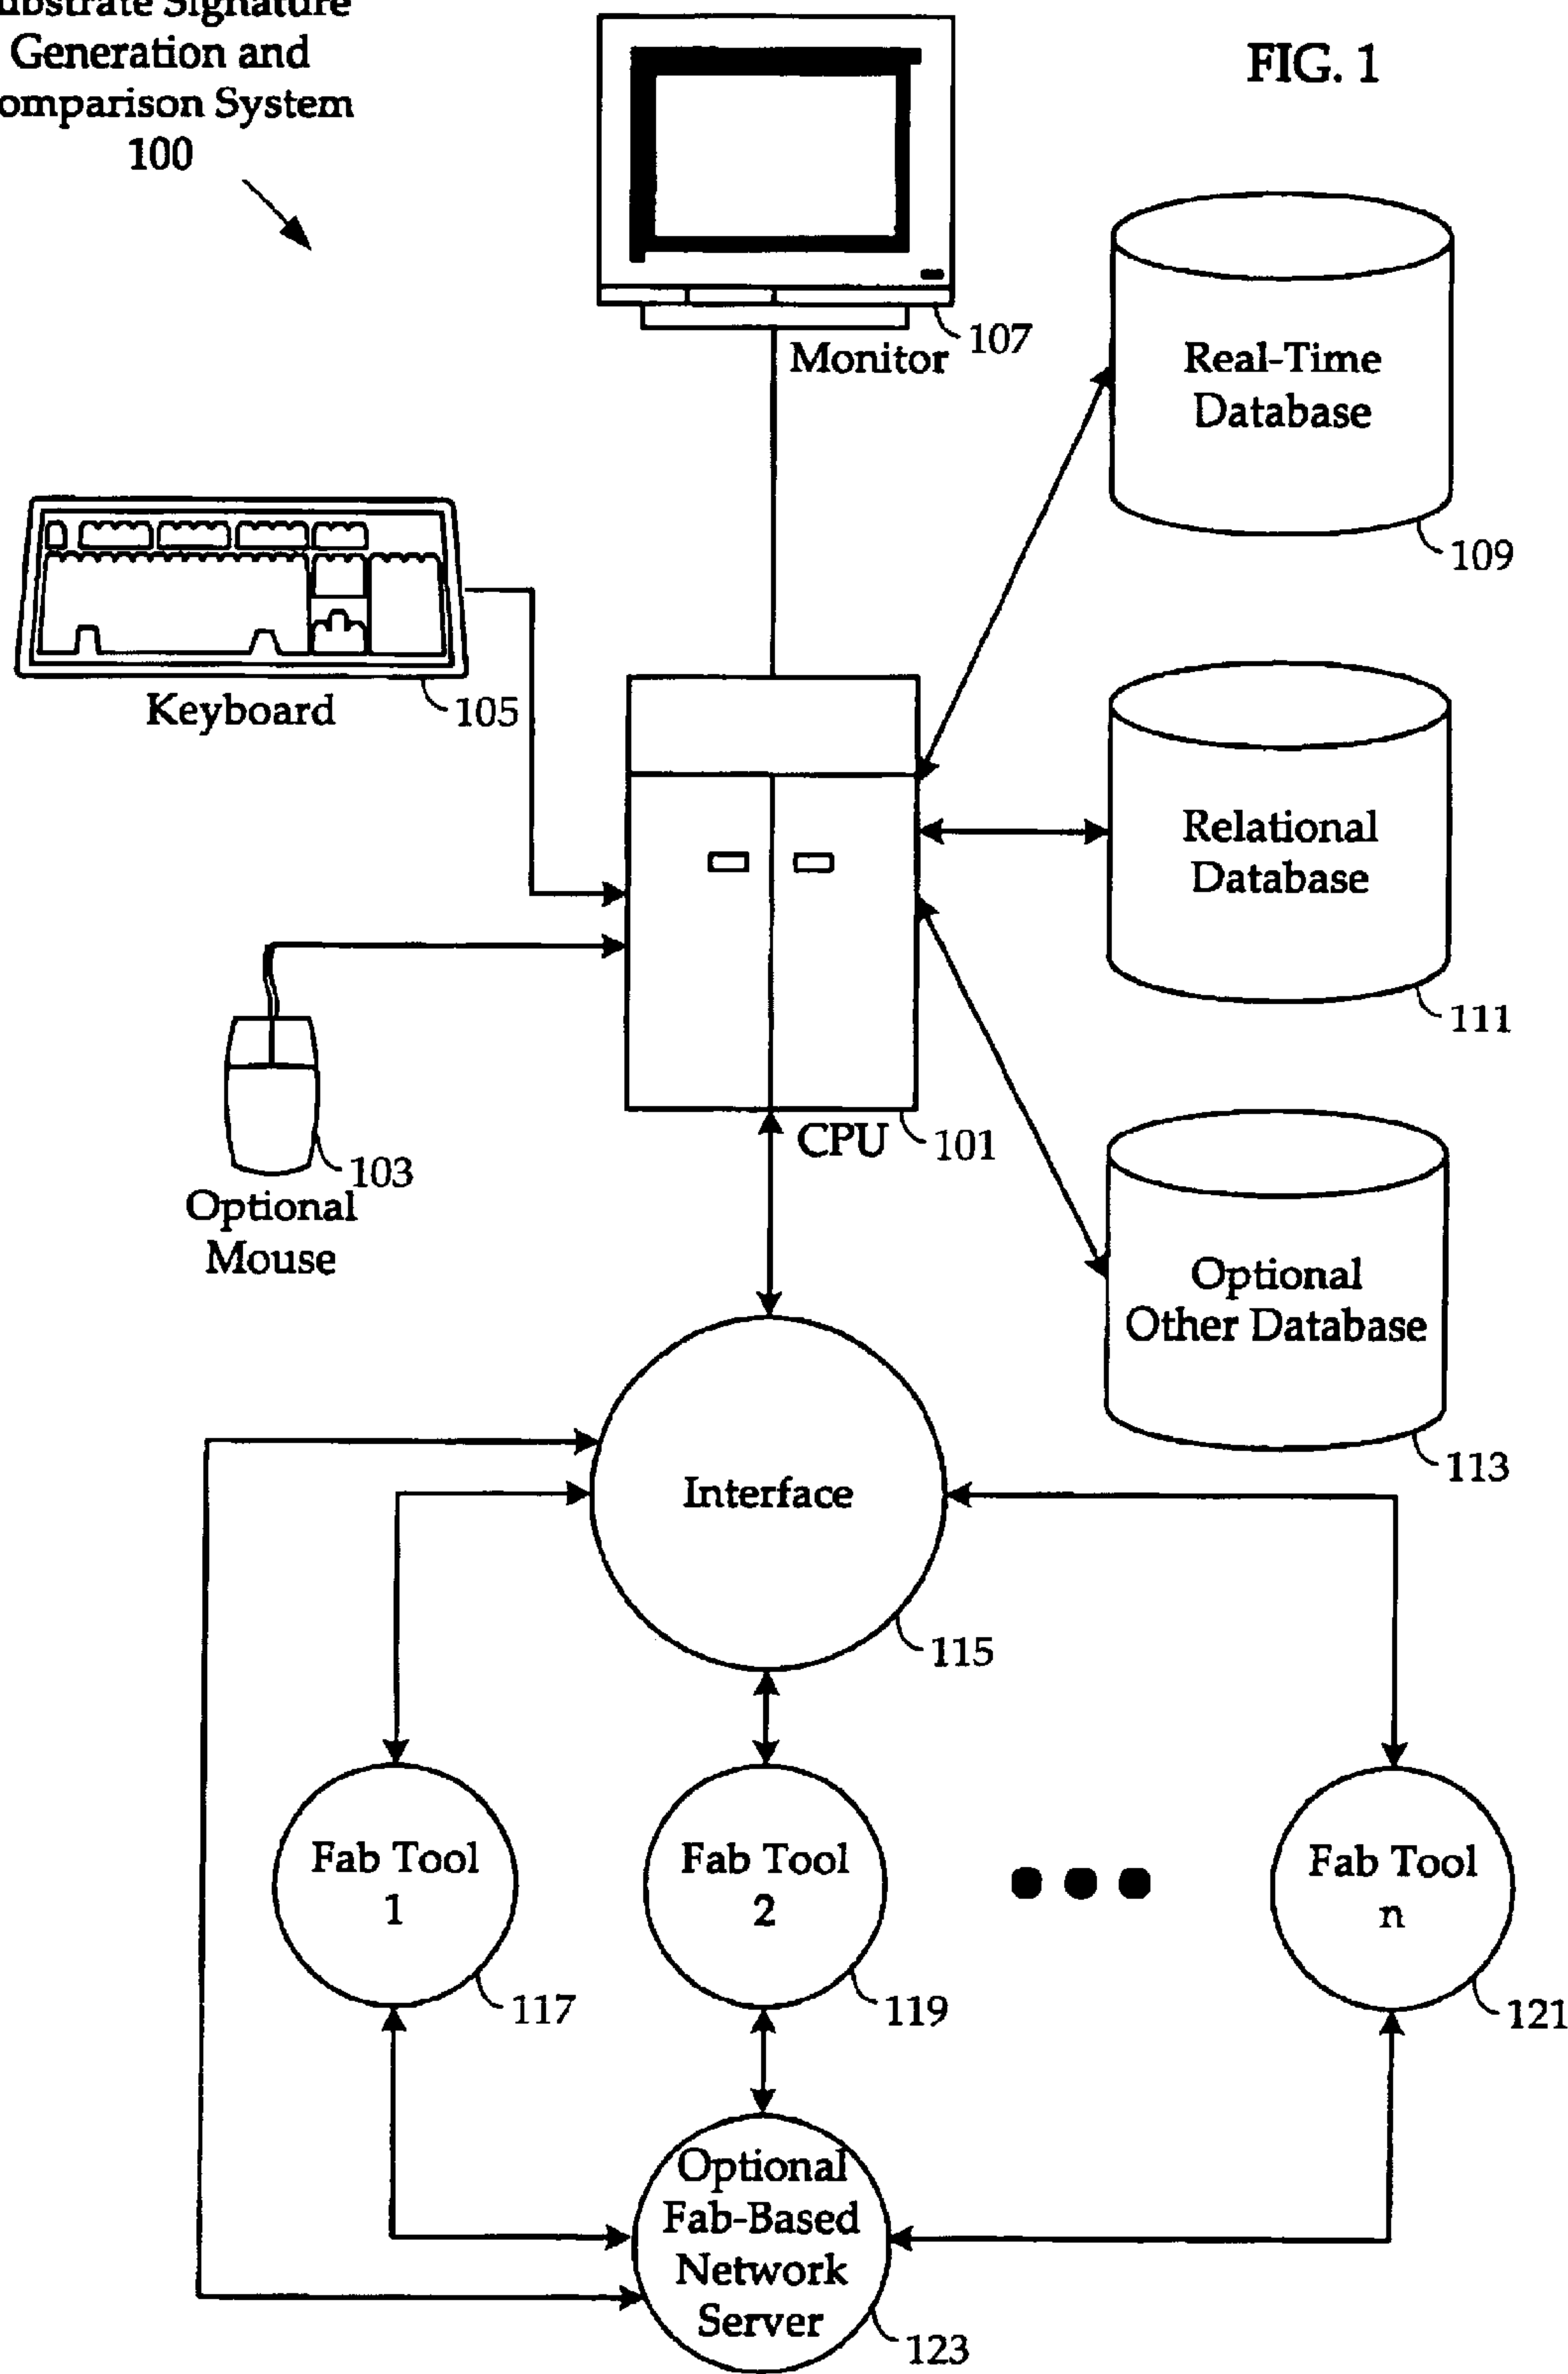 Signature
Generation and
System
100
FIG. 1
107
Monitor
Real-Time
Database
109
Keyboard
105
Relational
Database
111
CPU
101
103
Optional
Mouse
Optional
Other Database
113
Interface
115
Fab Tool
1
117
Fab Tool
2
119
Fab Tool
n
121
Optional
Fab-Based
Network
Server
123